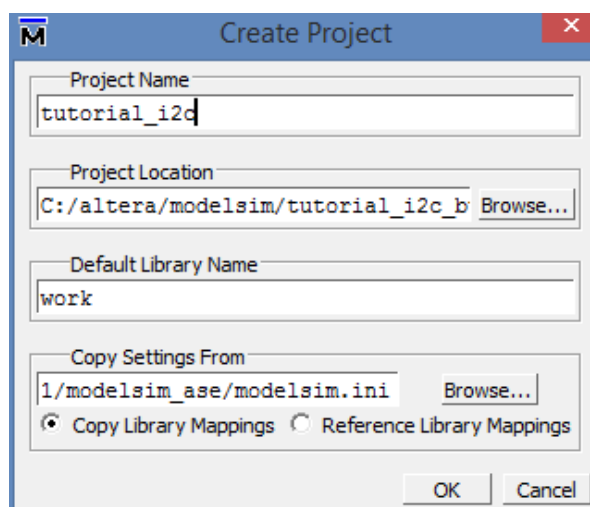 M Create Project
Project Name
tutorial_i2c
Project Location
C:/altera/modelsim/tutorial_i2c_b Browse...
Default Library Name
work
Copy Settings From
1/modelsim_ase/modelsim.ini Browse...
Copy Library Mappings Reference Library Mappings
OK Cancel